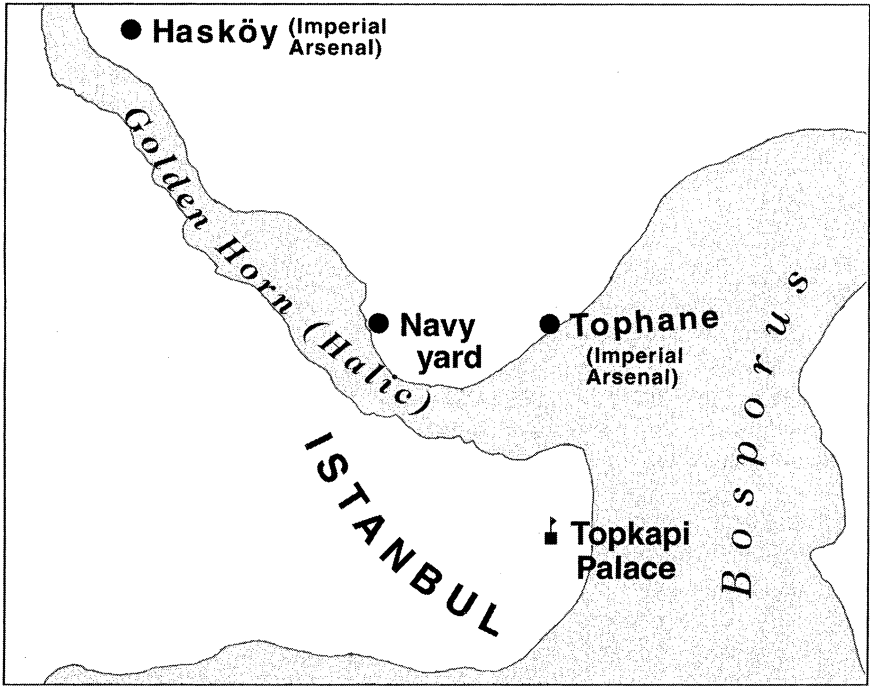 Hasköy (Imperial
Arsenal)
Golden Horn (Halic)
Navy
yard
Tophane
(Imperial
Arsenal)
Bosporus
ISTANBUL
Topkapi
Palace